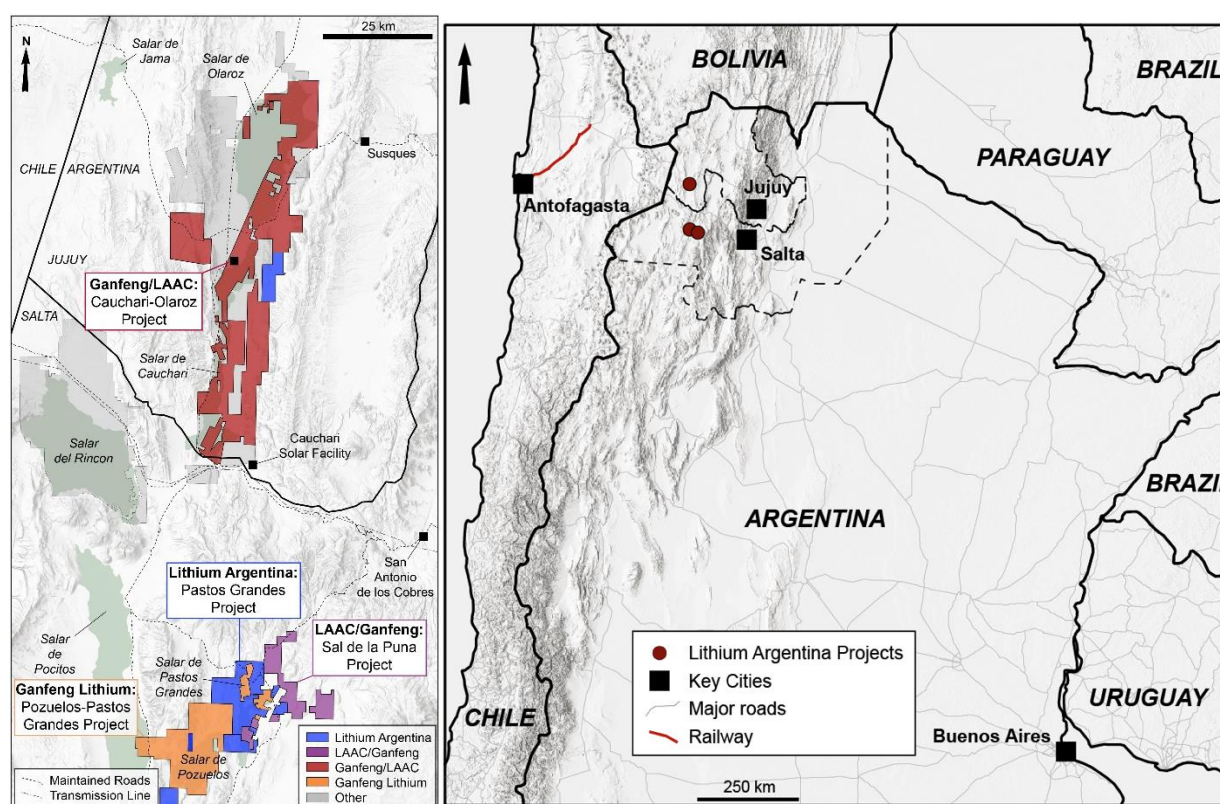 25 km
N
Salar de
Jama
Salar de
Olaroz
Susques
CHILE
ARGENTINA
JUJUY
SALTA
Ganfeng/LAAC:
Cauchari-Olaroz
Project
Salar de
Cauchari
Salar
del Rincon
Cauchari
Solar Facility
San
Antonio
de los Cobres
Lithium Argentina:
Pastos Grandes
Project
LAAC/Ganfeng:
Sal de la Puna
Project
Salar
de
Pocitos
Salar de
Pastos
Grandes
Ganfeng Lithium:
Pozuelos-Pastos
Grandes Project
Salar de
Pozuelos
Maintained Roads
Transmission Line
Lithium Argentina
LAAC/Ganfeng
Ganfeng/LAAC
Ganfeng Lithium
Other
BOLIVIA
BRAZIL
PARAGUAY
Antofagasta
Jujuy
Salta
ARGENTINA
BRAZI
URUGUAY
CHILE
Buenos Aires
Lithium Argentina Projects
Key Cities
Major roads
Railway
250 km